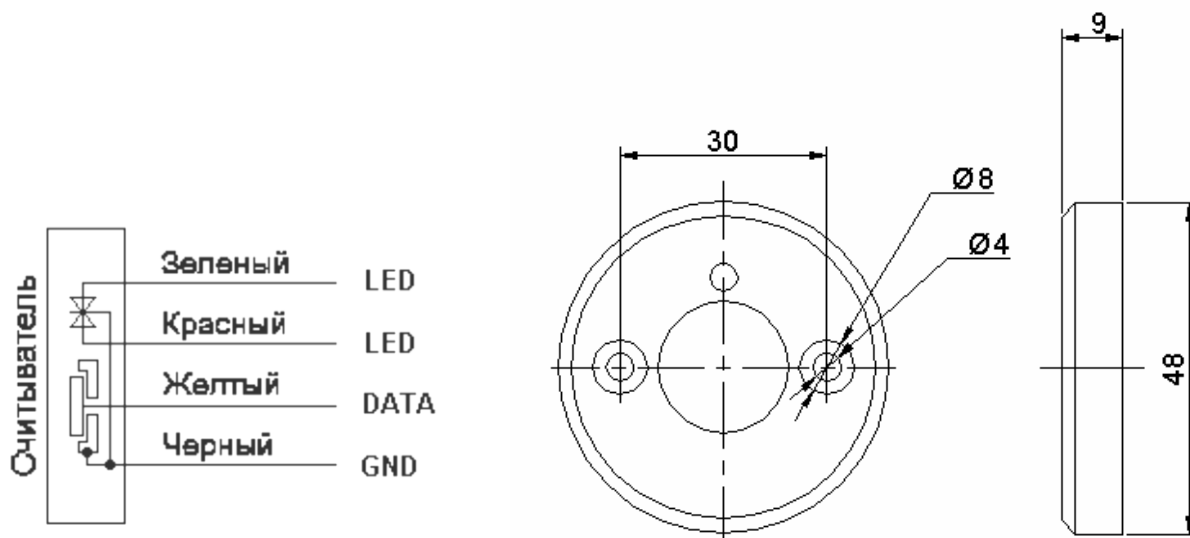 Считыватель
Зеленый LED
Красный LED
Желтый DATA
Черный GND
30
Ø8
Ø4
9
48